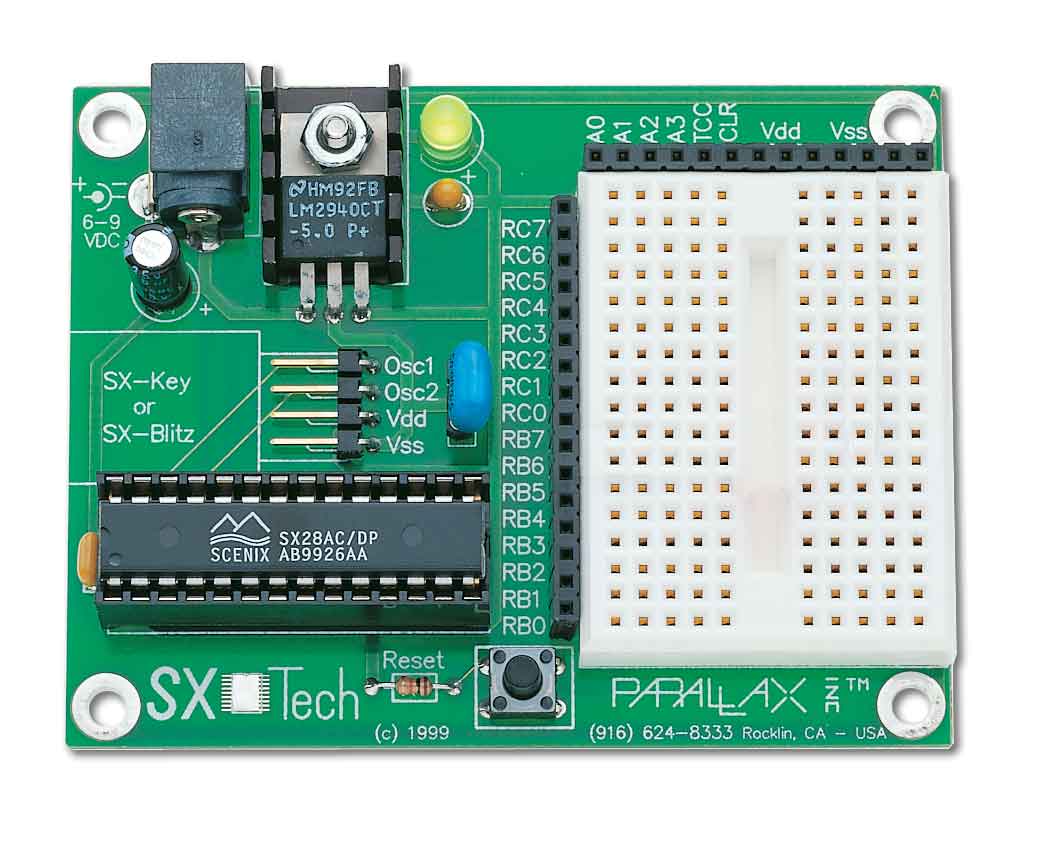 A
A0 A1 A2 A3 TCC CLR Vdd Vss
+ -
6-9
VDC
+
+
HM92FB
LM2940CT
-5.0 P+
RC7
RC6
RC5
RC4
RC3
RC2
RC1
RC0
RB7
RB6
RB5
RB4
RB3
RB2
RB1
RB0
SX-Key
or
SX-Blitz
Osc1
Osc2
Vdd
Vss
SX28AC/DP
SCENIX AB9926AA
Reset
SX Tech
(c) 1999
PARALLAX INC ™
(916) 624-8333 Rocklin, CA - USA